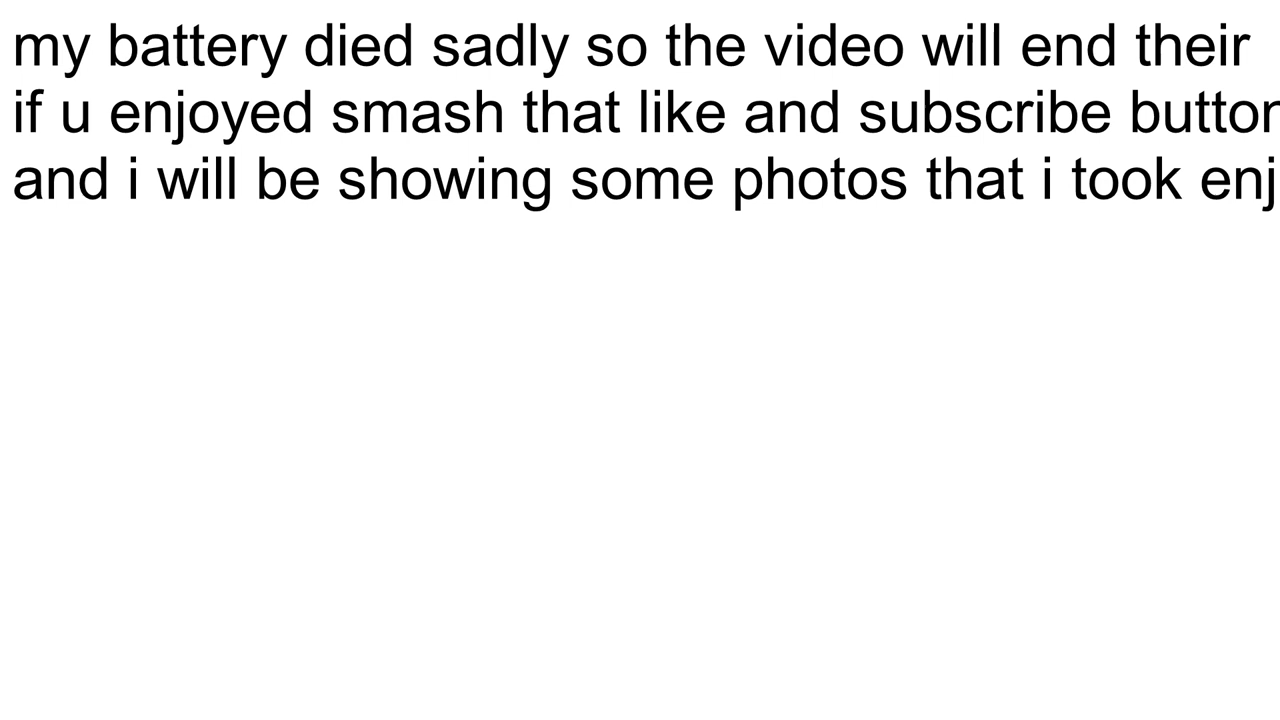 my battery died sadly so the video will end their
if u enjoyed smash that like and subscribe button
and i will be showing some photos that i took enj